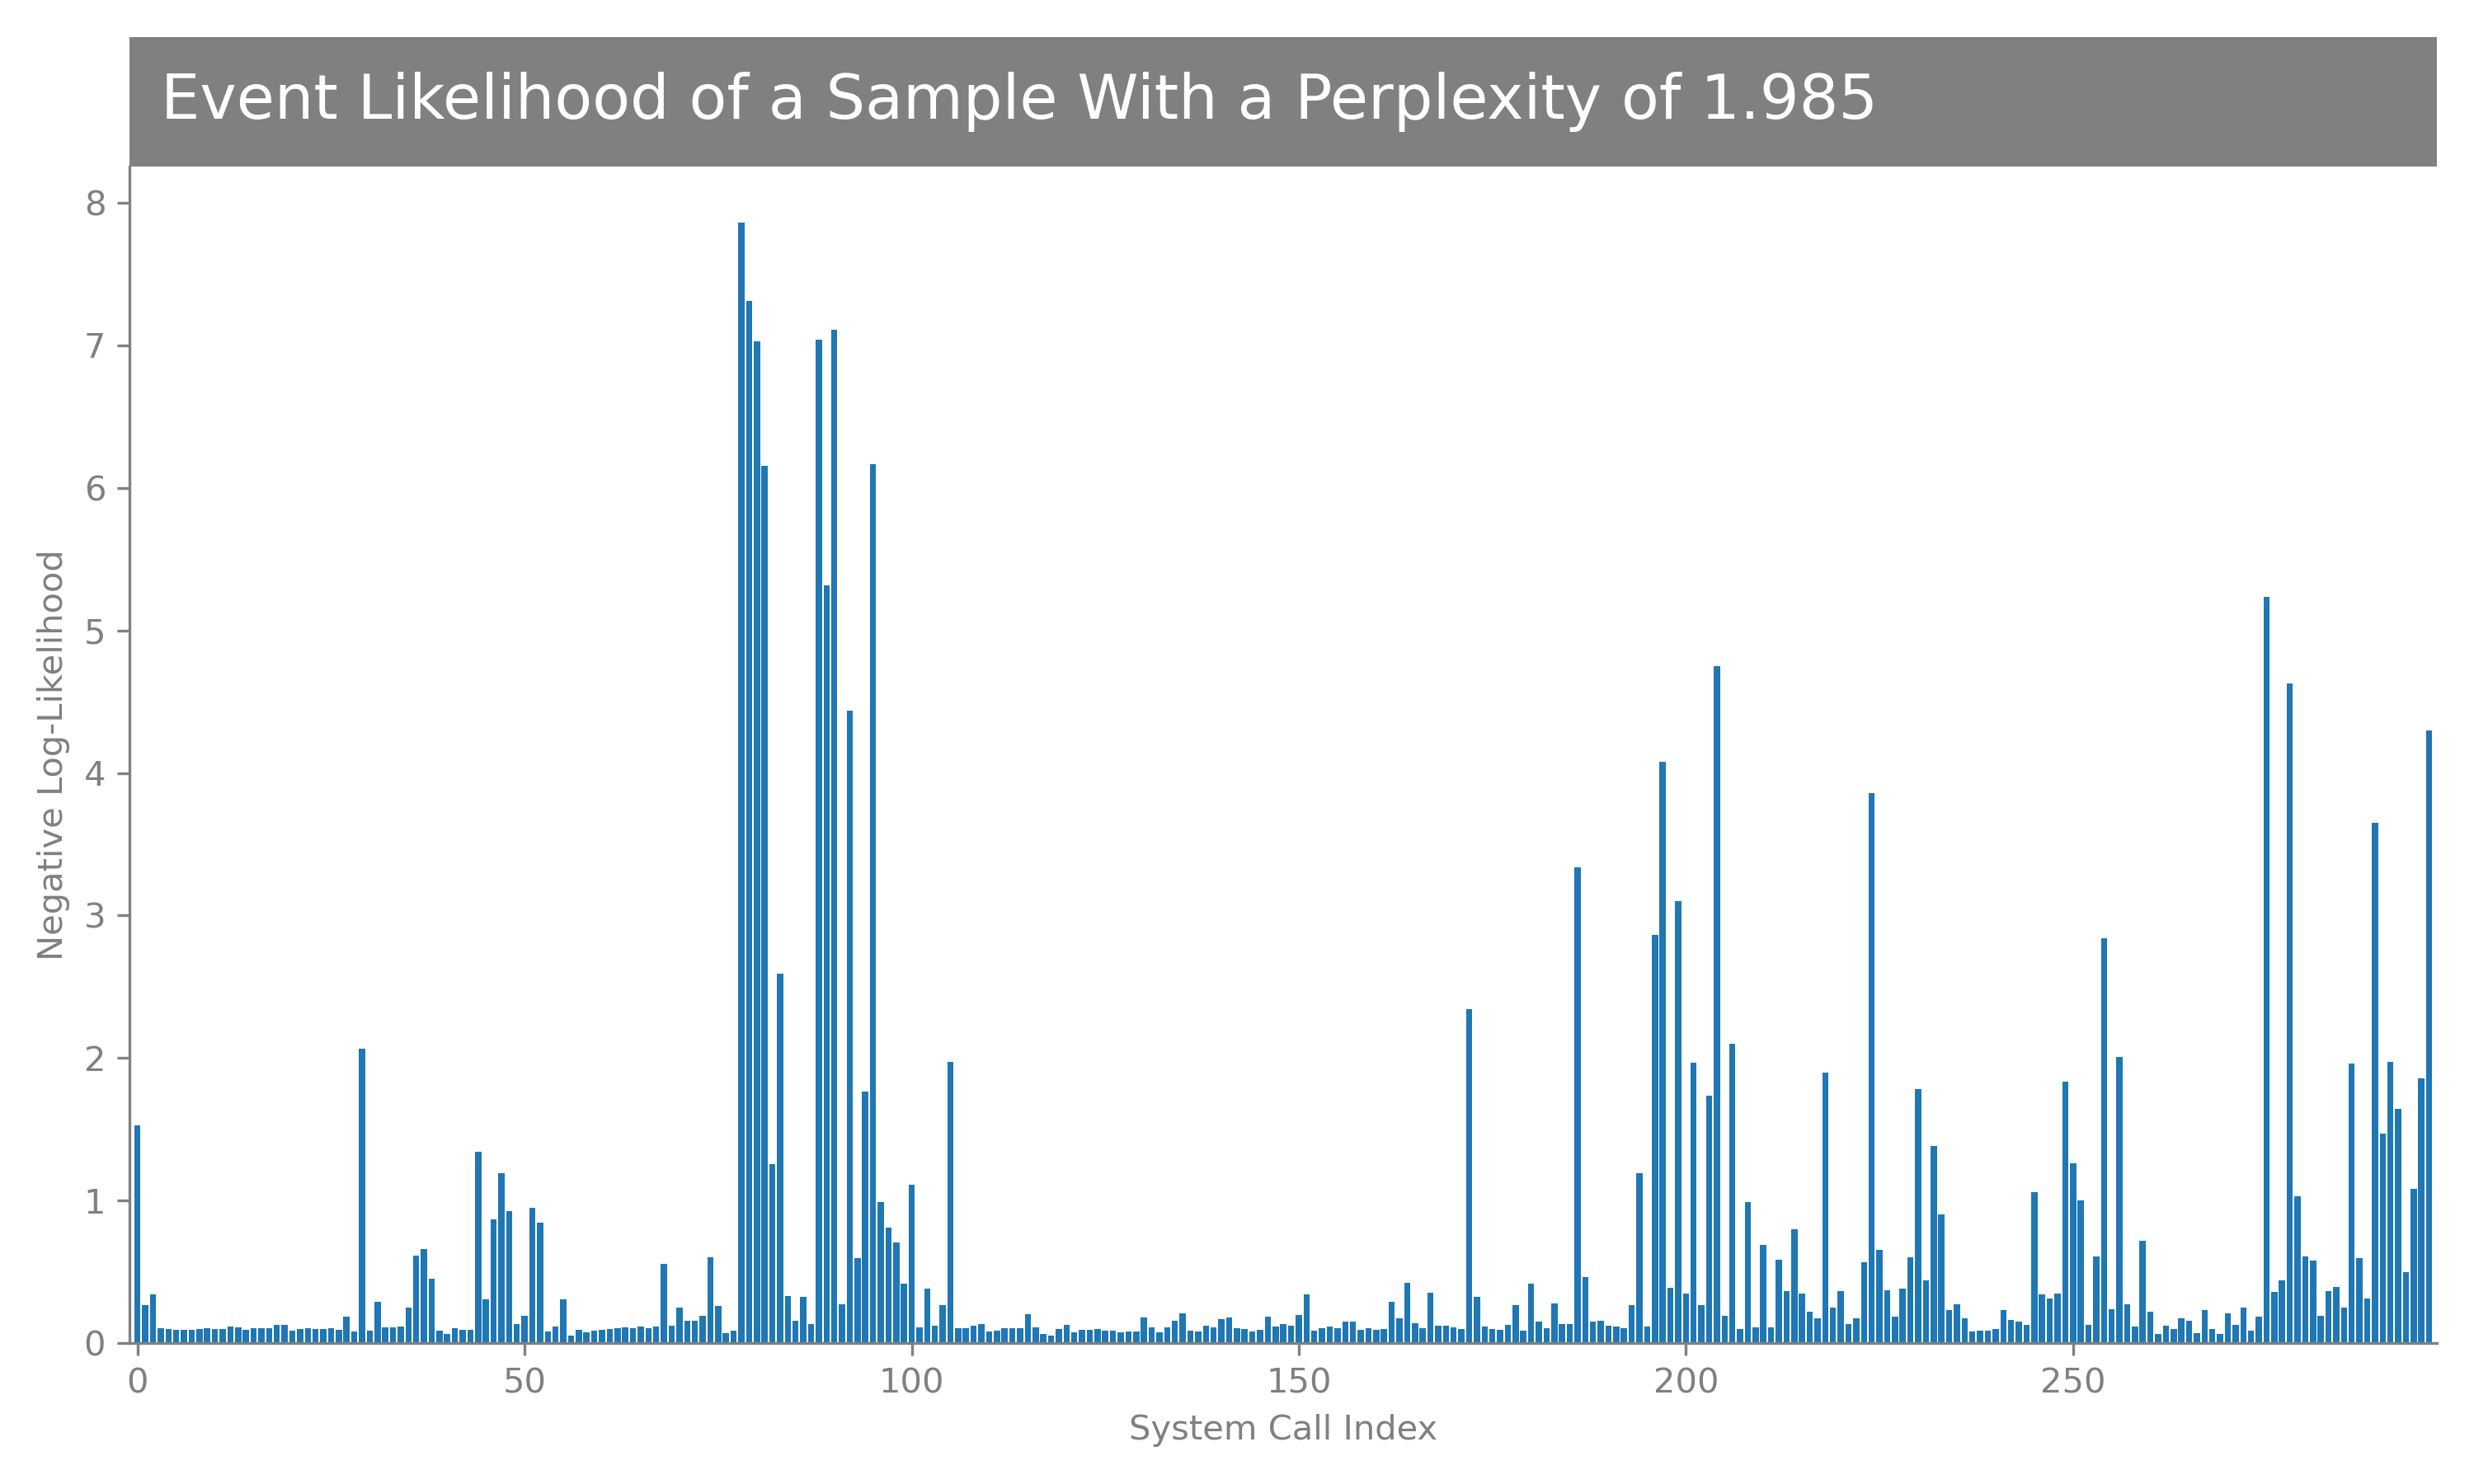 Event Likelihood of a Sample With a Perplexity of 1.985
8
7
6
5
4
3
2
1
0
Negative Log-Likelihood
0 50 100 150 200 250
System Call Index